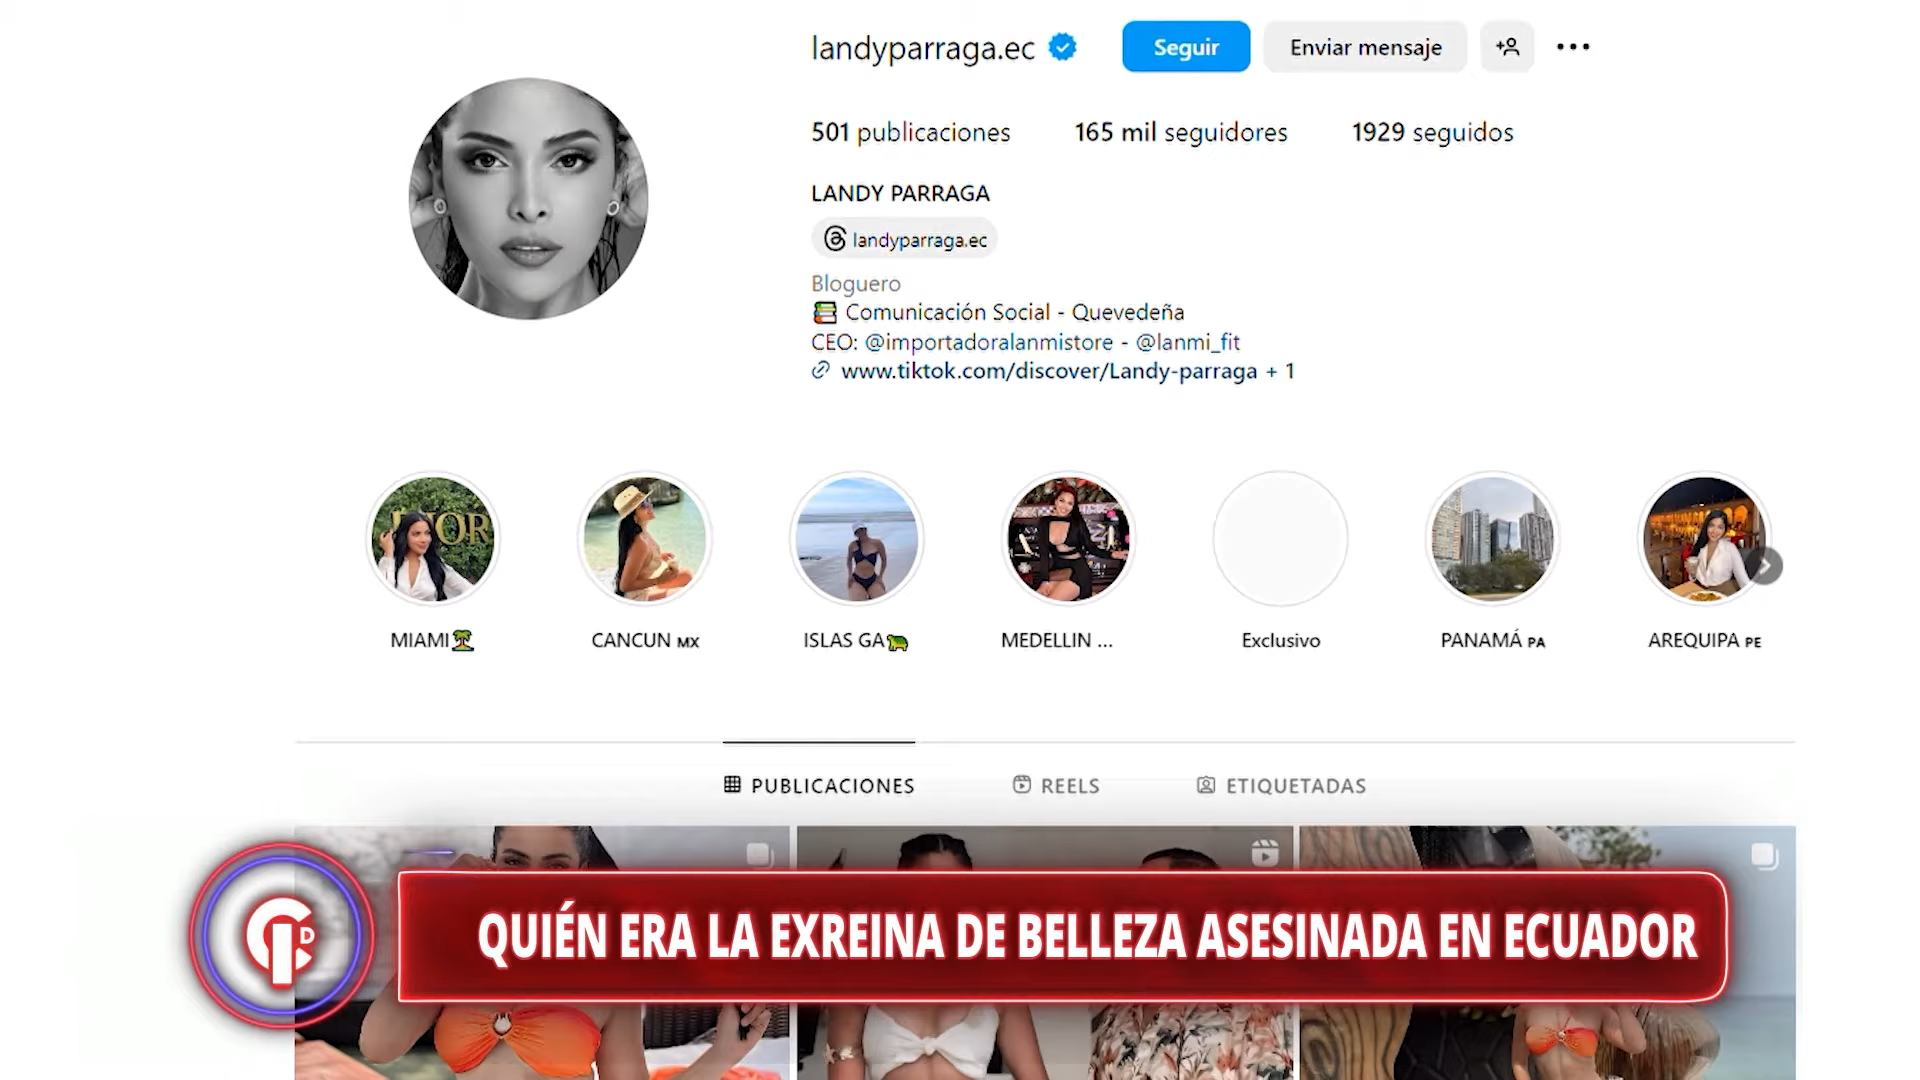 landyparraga.ec
Seguir
Enviar mensaje
501 publicaciones
165 mil seguidores
1929 seguidos
LANDY PARRAGA
landyparraga.ec
Bloguero
📚 Comunicación Social - Quevedeña
CEO: @importadoralanmistore - @lanmi_fit
www.tiktok.com/discover/Landy-parraga + 1
MIAMI🏝️
CANCUN MX
ISLAS GA🐢
MEDELLIN ...
Exclusivo
PANAMÁ PA
AREQUIPA PE
PUBLICACIONES
REELS
ETIQUETADAS
QUIÉN ERA LA EXREINA DE BELLEZA ASESINADA EN ECUADOR